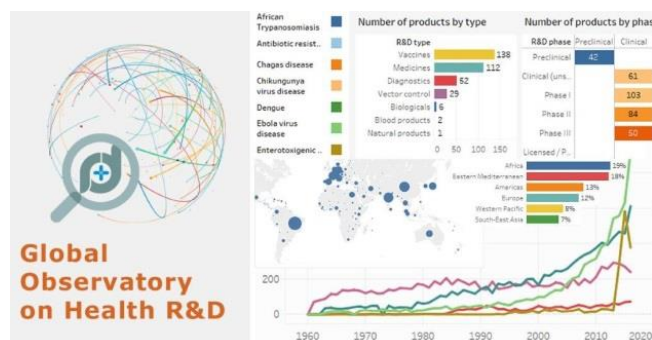 Global
Observatory
on Health R&D
African
Trypanosomiasis
Antibiotic resist..
Chagas disease
Chikungunya
virus disease
Dengue
Ebola virus
disease
Enterotoxigenic ..
Number of products by type
R&D type
Vaccines 138
Medicines 112
Diagnostics 52
Vector control 29
Biologicals 6
Blood products 2
Natural products 1
0 50 100 150
Number of products by phas
R&D phase Preclinical Clinical
Preclinical 42
Clinical (uns.. 61
Phase I 103
Phase II 84
Phase III 50
Licensed / P..
Africa 19%
Eastern Mediterranean 18%
Americas 13%
Europe 12%
Western Pacific 8%
South-East Asia 7%
200
0
1960 1970 1980 1990 2000 2010 2020